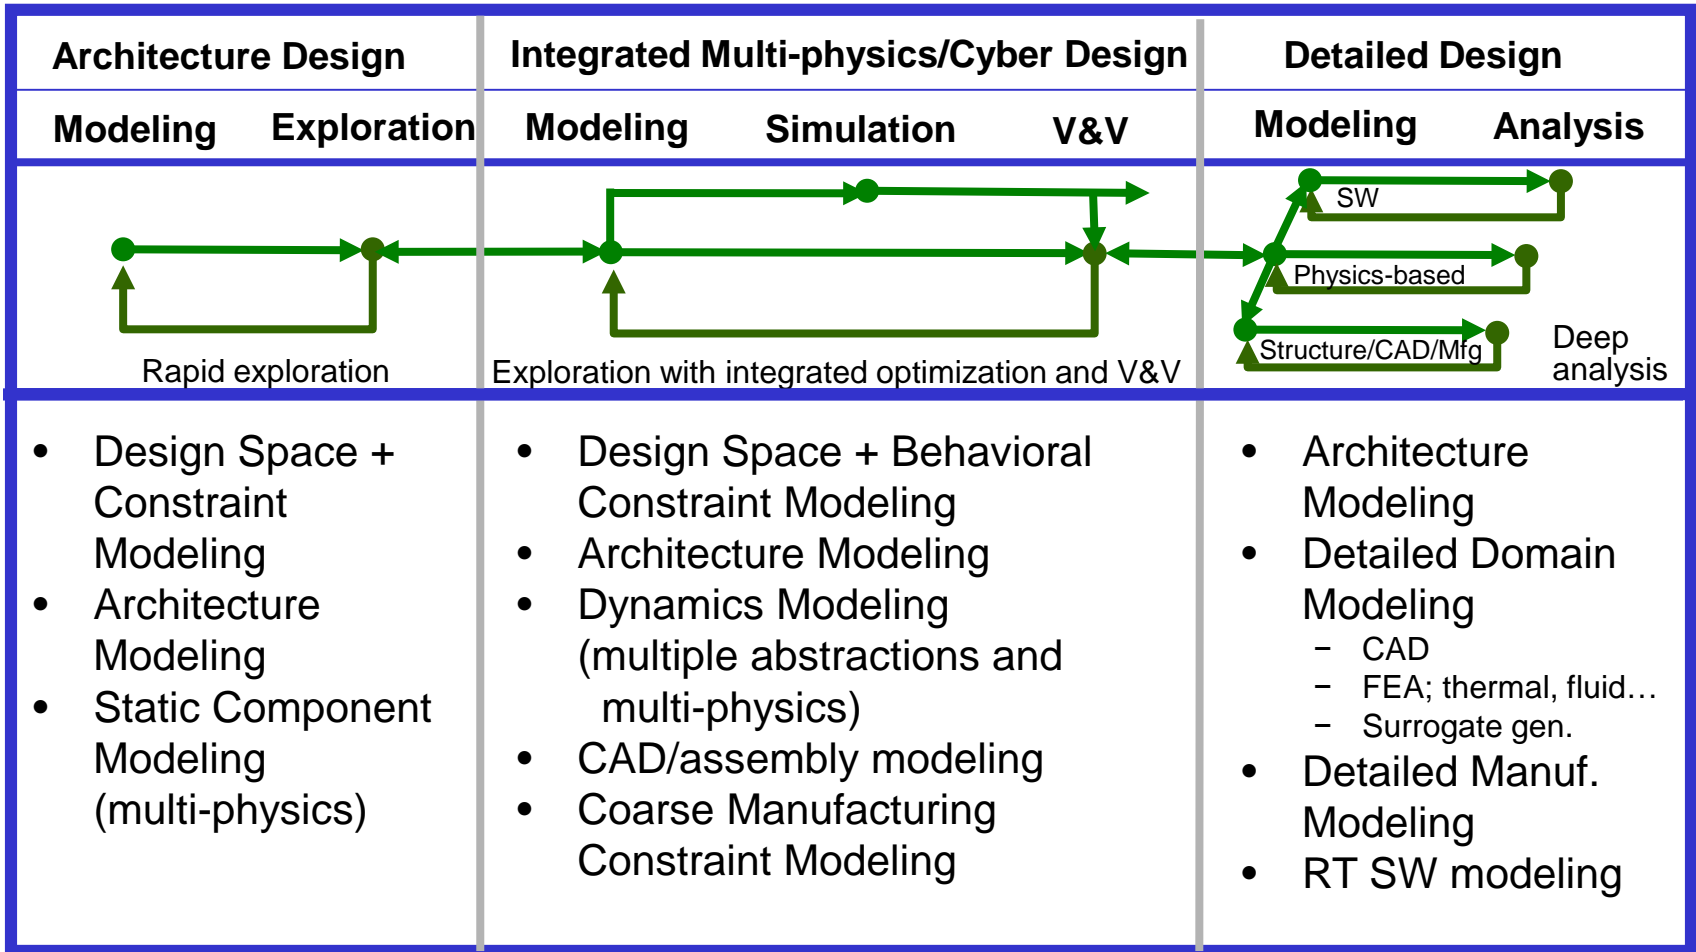 Architecture Design
Integrated Multi-physics/Cyber Design
Detailed Design
Modeling
Exploration
Modeling
Simulation
V&V
Modeling
Analysis
SW
Physics-based
Structure/CAD/Mfg
Deep
analysis
Rapid exploration
Exploration with integrated optimization and V&V
• Design Space +
Constraint
Modeling
• Architecture
Modeling
• Static Component
Modeling
(multi-physics)
• Design Space + Behavioral
Constraint Modeling
• Architecture Modeling
• Dynamics Modeling
(multiple abstractions and
multi-physics)
• CAD/assembly modeling
• Coarse Manufacturing
Constraint Modeling
• Architecture
Modeling
• Detailed Domain
Modeling
− CAD
− FEA; thermal, fluid…
− Surrogate gen.
• Detailed Manuf.
Modeling
• RT SW modeling